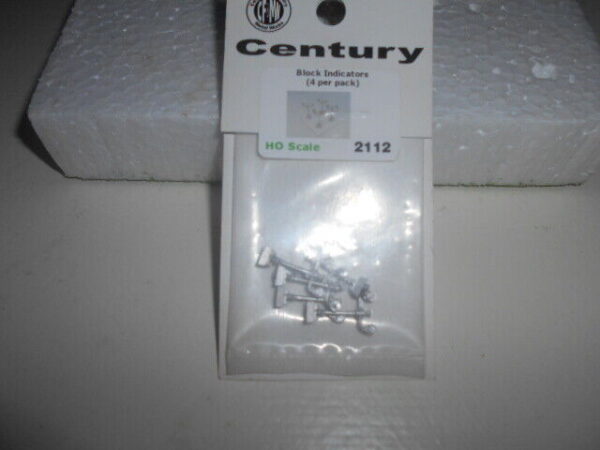 Century
Block Indicators
(4 per pack)
HO Scale 2112